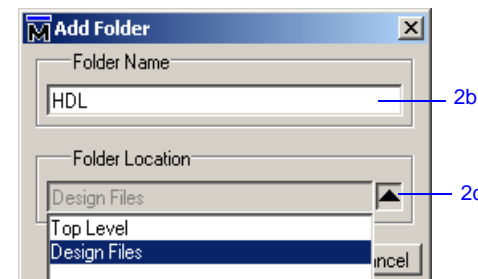 Add Folder
Folder Name
HDL
2b
Folder Location
Design Files
Top Level
Design Files